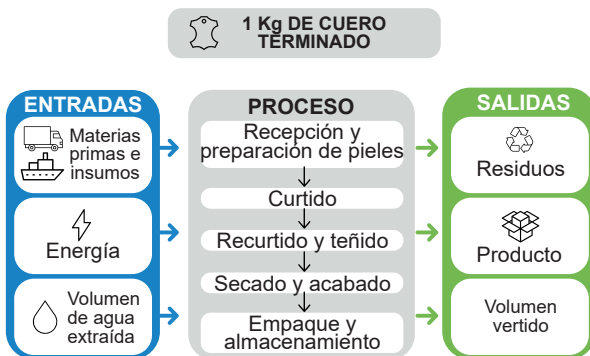 1 Kg DE CUERO
TERMINADO
ENTRADAS
Materias
primas e
insumos
Energía
Volumen
de agua
extraída
PROCESO
Recepción y
preparación de pieles
Curtido
Recurtido y teñido
Secado y acabado
Empaque y
almacenamiento
SALIDAS
Residuos
Producto
Volumen
vertido